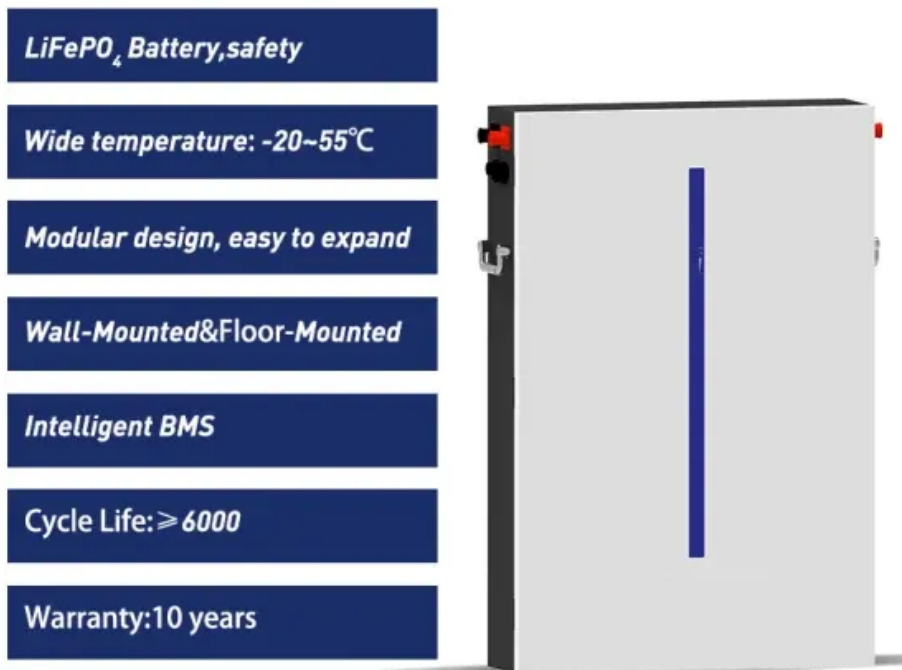 LiFePO₄ Battery,safety
Wide temperature: -20~55℃
Modular design, easy to expand
Wall-Mounted&Floor-Mounted
Intelligent BMS
Cycle Life:≥6000
Warranty:10 years